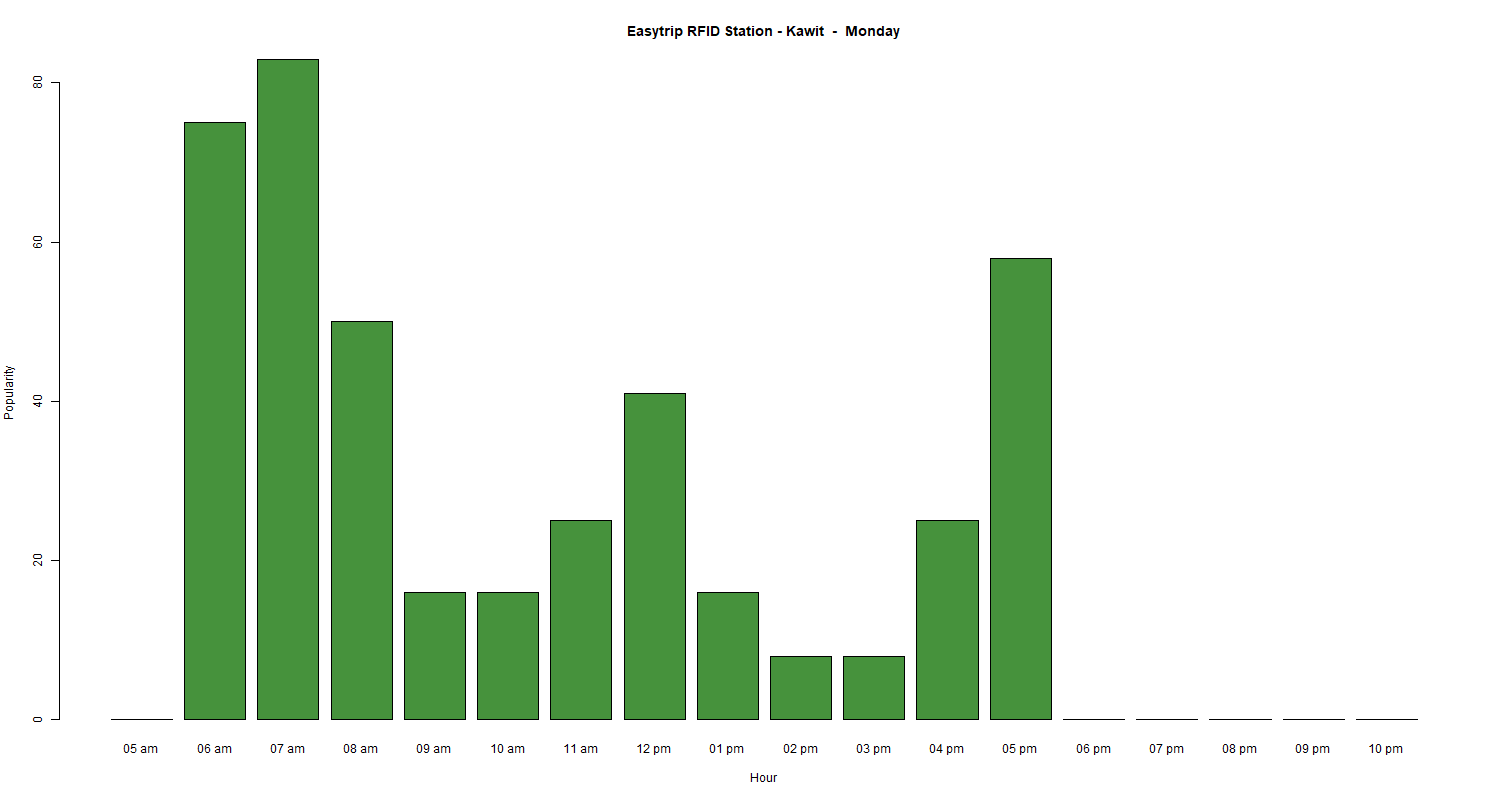 Easytrip RFID Station - Kawit  -  Monday
80
60
40
20
0
Popularity
05 am 06 am 07 am 08 am 09 am 10 am 11 am 12 pm 01 pm 02 pm 03 pm 04 pm 05 pm 06 pm 07 pm 08 pm 09 pm 10 pm
Hour